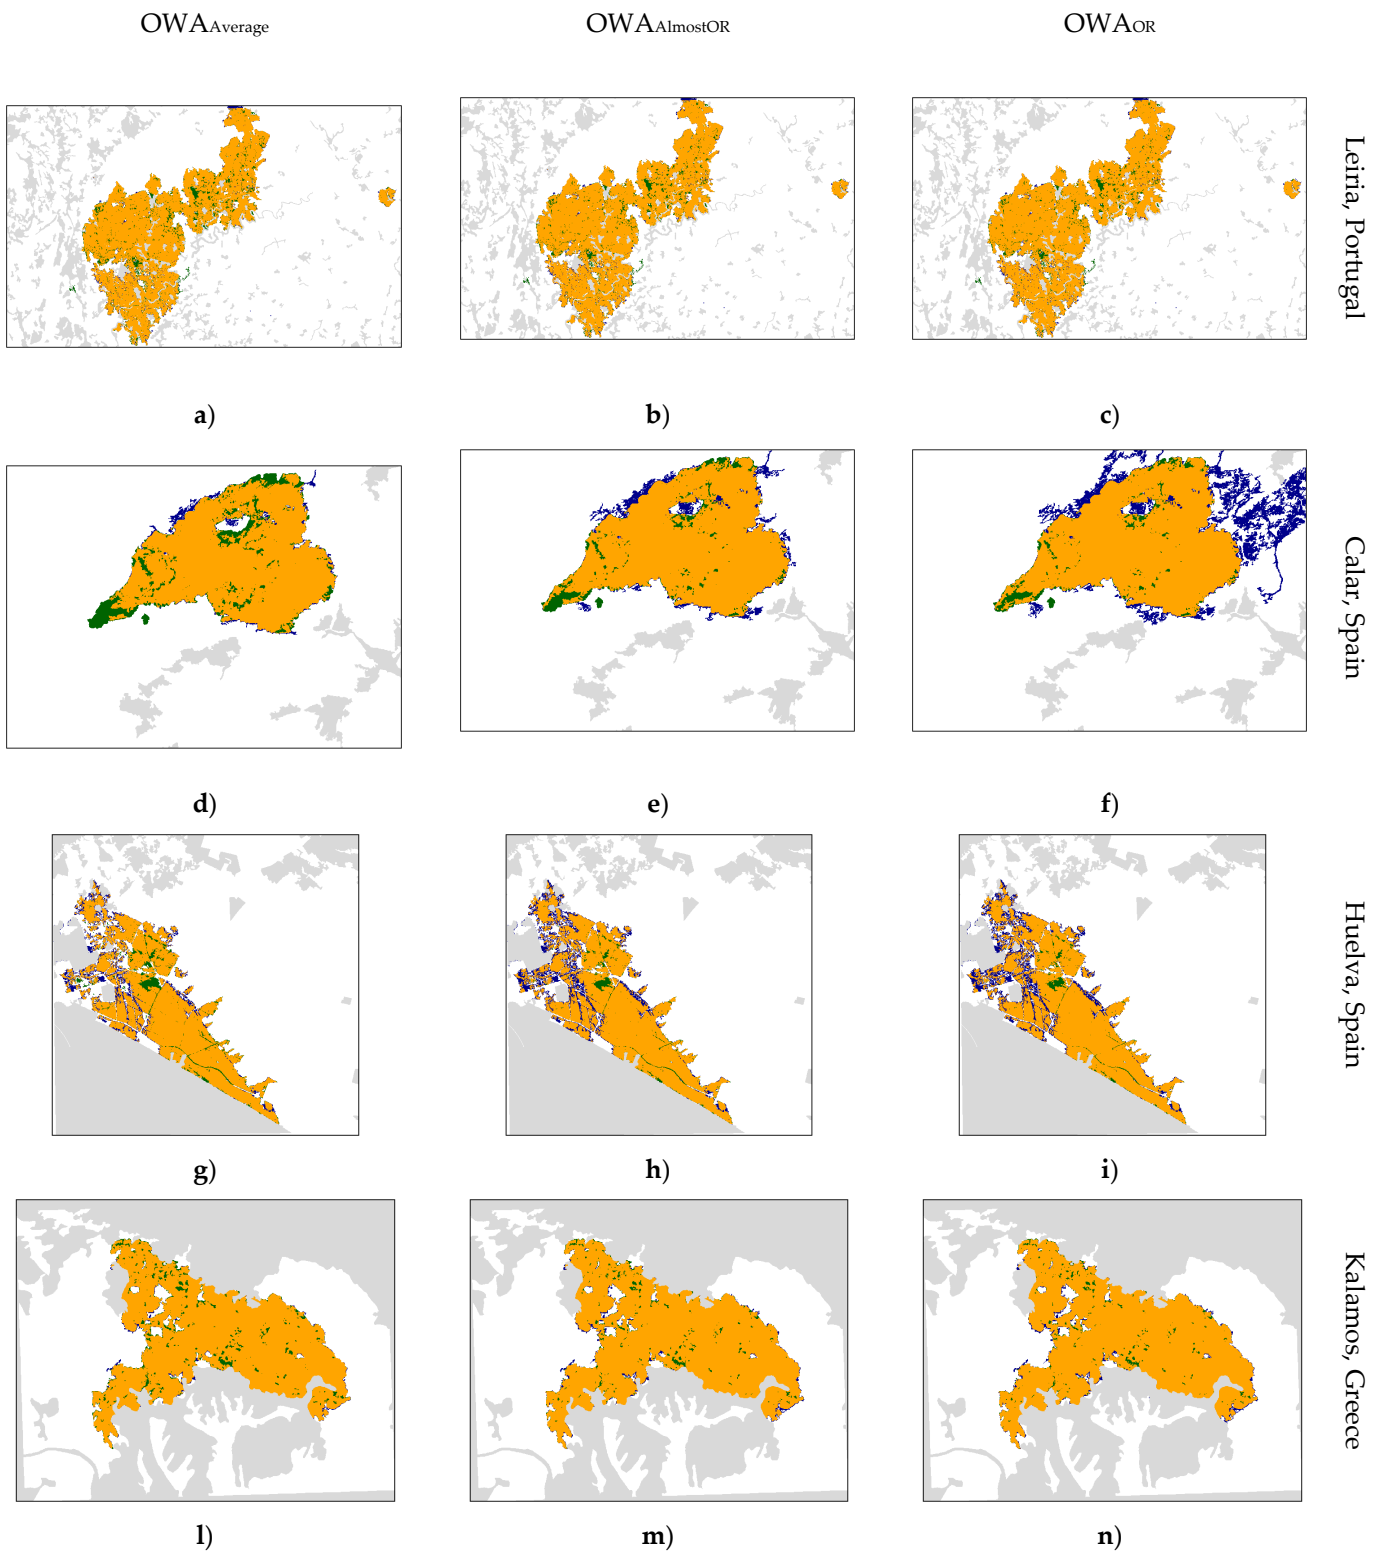 OWAAverage
OWAAlmostOR
OWAOR
Leiria, Portugal
a)
b)
c)
Calar, Spain
d)
e)
f)
Huelva, Spain
g)
h)
i)
Kalamos, Greece
l)
m)
n)